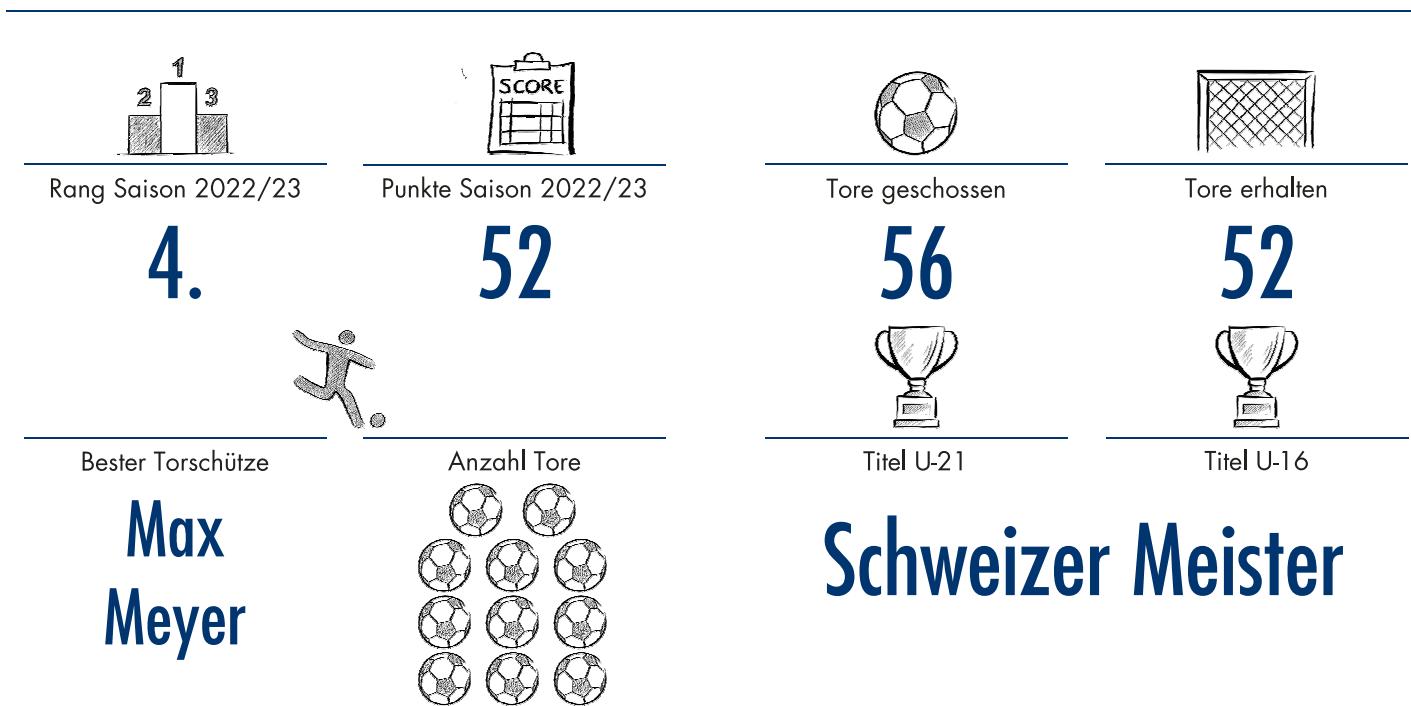 1
2
3
SCORE
Rang Saison 2022/23
Punkte Saison 2022/23
Tore geschossen
Tore erhalten
4.
52
56
52
Bester Torschütze
Anzahl Tore
Titel U-21
Titel U-16
Max
Meyer
Schweizer Meister